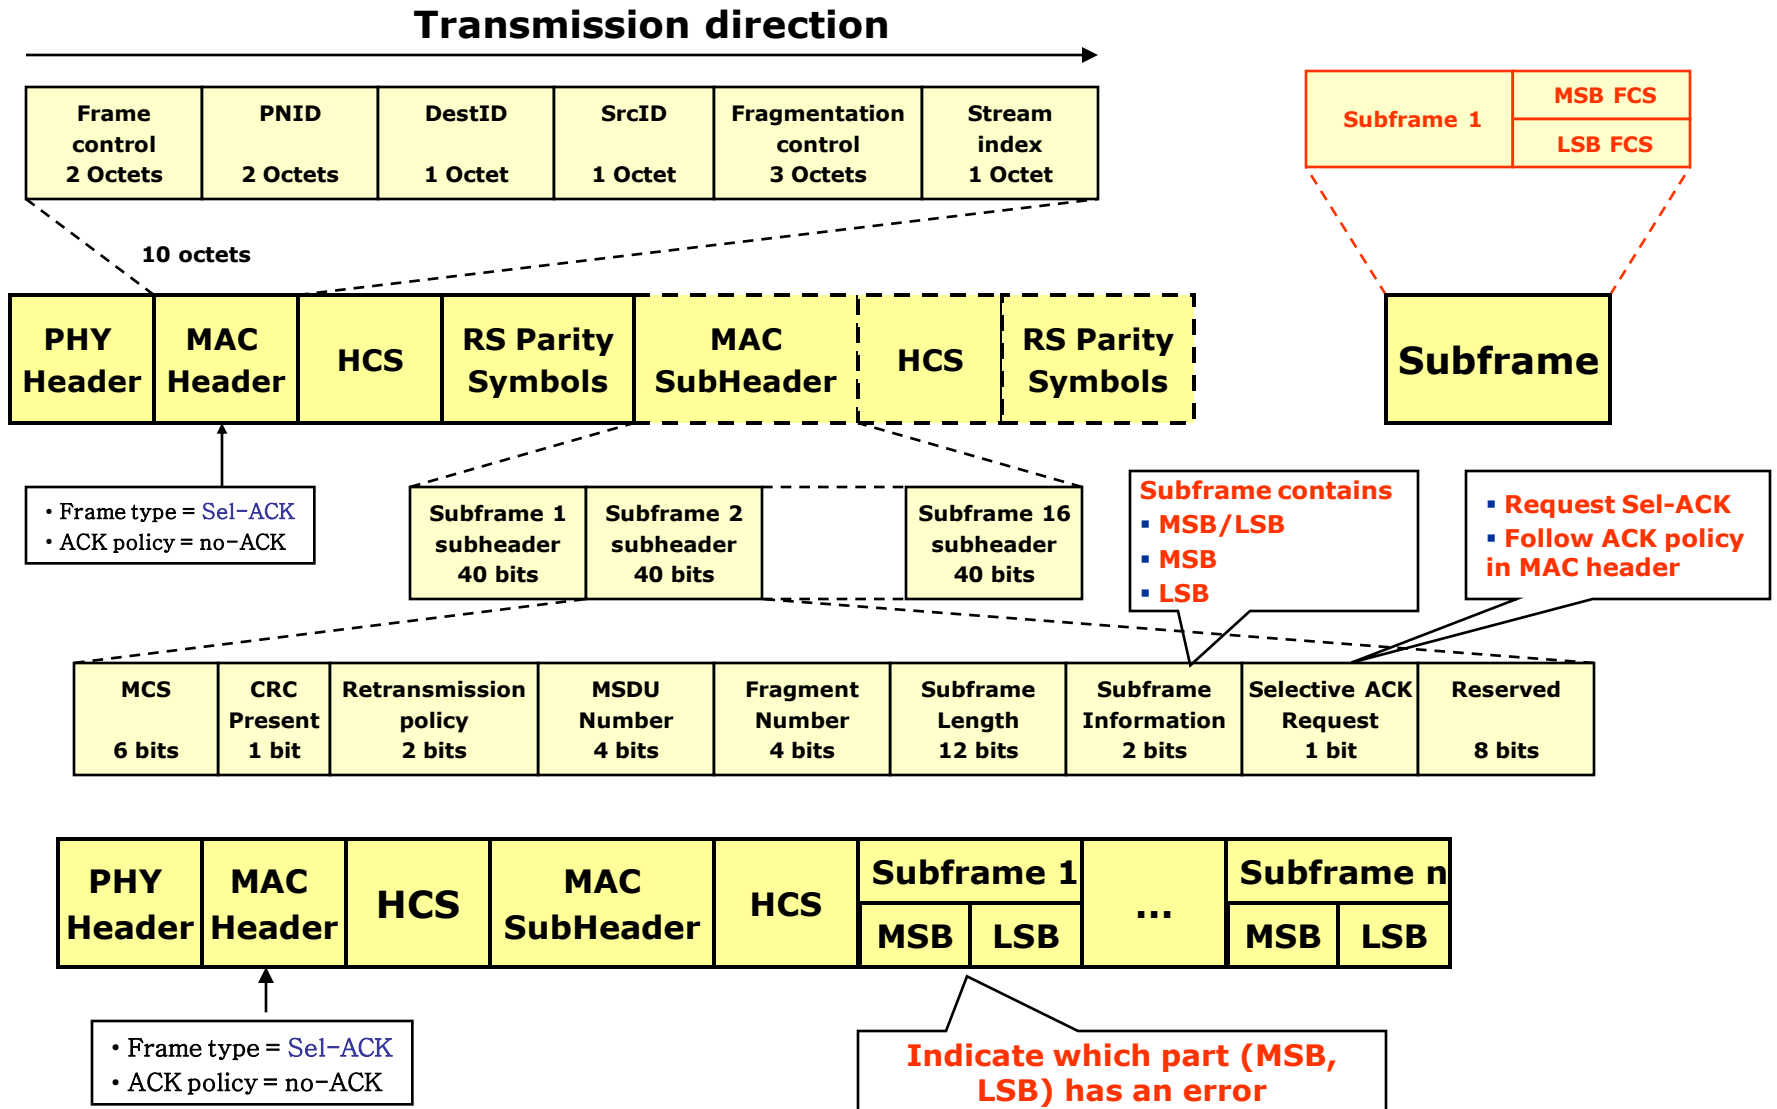 Transmission direction
Frame
control
2 Octets
PNID
2 Octets
DestID
1 Octet
SrcID
1 Octet
Fragmentation
control
3 Octets
Stream
index
1 Octet
Subframe 1
MSB FCS
LSB FCS
10 octets
PHY
Header
MAC
Header
HCS
RS Parity
Symbols
MAC
SubHeader
HCS
RS Parity
Symbols
Subframe
• Frame type = Sel-ACK
• ACK policy = no-ACK
Subframe 1
subheader
40 bits
Subframe 2
subheader
40 bits
Subframe 16
subheader
40 bits
Subframe contains
▪ MSB/LSB
▪ MSB
▪ LSB
▪ Request Sel-ACK
▪ Follow ACK policy
in MAC header
MCS
6 bits
CRC
Present
1 bit
Retransmission
policy
2 bits
MSDU
Number
4 bits
Fragment
Number
4 bits
Subframe
Length
12 bits
Subframe
Information
2 bits
Selective ACK
Request
1 bit
Reserved
8 bits
PHY
Header
MAC
Header
HCS
MAC
SubHeader
HCS
Subframe 1
MSB
LSB
...
Subframe n
MSB
LSB
• Frame type = Sel-ACK
• ACK policy = no-ACK
Indicate which part (MSB,
LSB) has an error